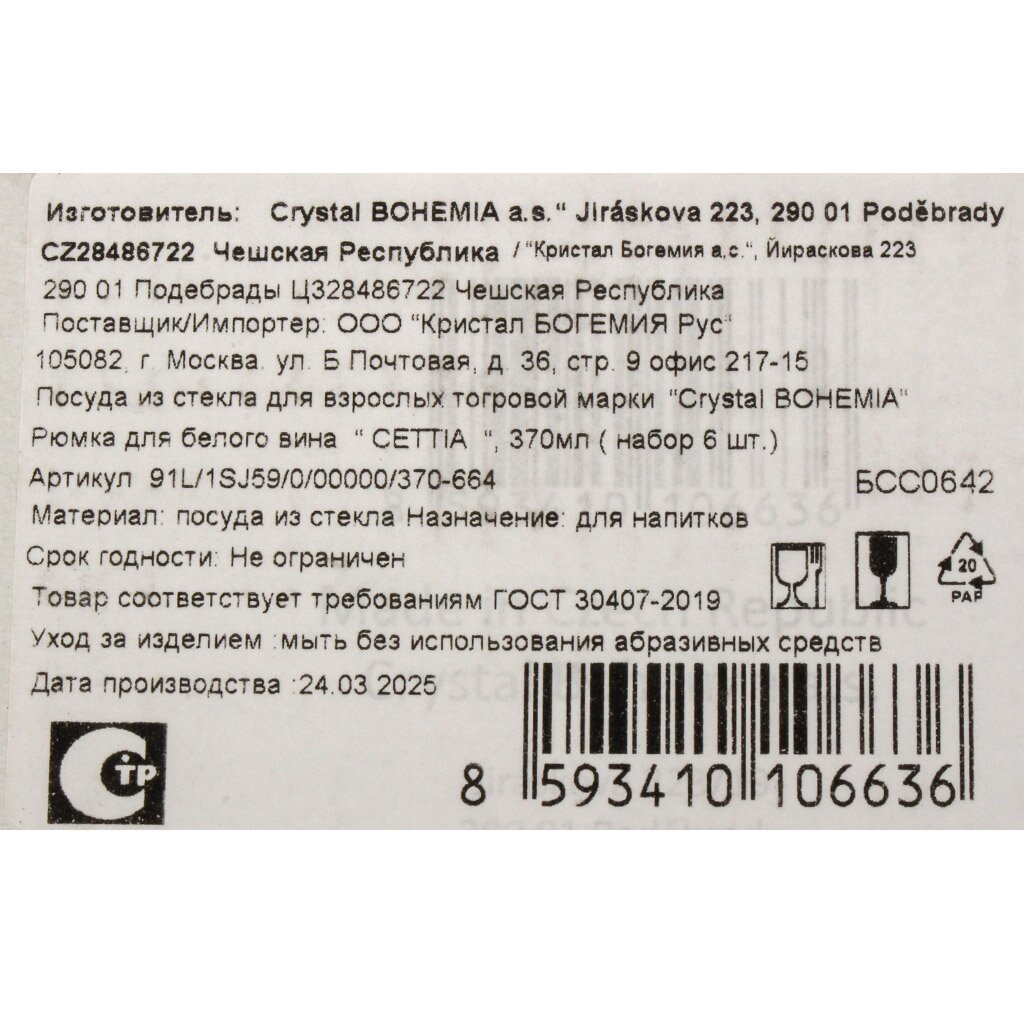 Изготовитель: Crystal BOHEMIA a.s." Jiráskova 223, 290 01 Poděbrady
CZ28486722 Чешская Республика / "Кристал Богемия а.с.", Йираскова 223
290 01 Подебрады ЦЗ28486722 Чешская Республика
Поставщик/Импортер: ООО "Кристал БОГЕМИЯ Рус"
105082, г. Москва. ул. Б Почтовая, д. 36, стр. 9 офис 217-15
Посуда из стекла для взрослых тогровой марки "Crystal BOHEMIA"
Рюмка для белого вина " CETTIA ", 370мл ( набор 6 шт.)
Артикул 91L/1SJ59/0/00000/370-664 БСС0642
Материал: посуда из стекла Назначение: для напитков
Срок годности: Не ограничен
Товар соответствует требованиям ГОСТ 30407-2019
20
PAP
Уход за изделием :мыть без использования абразивных средств
Дата производства :24.03.2025
СТР
8 593410 106636